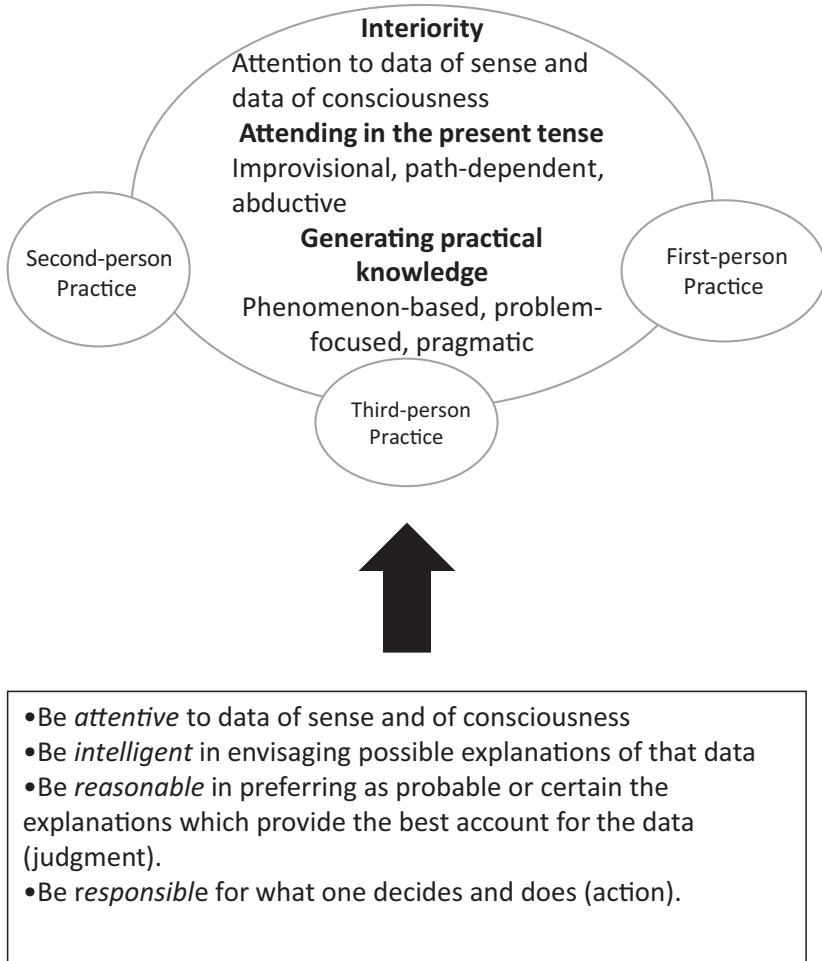 Interiority
Attention to data of sense and
data of consciousness
Attending in the present tense
Improvisional, path-dependent,
abductive
Generating practical
knowledge
Phenomenon-based, problem-
focused, pragmatic
Second-person
Practice
First-person
Practice
Third-person
Practice
•Be attentive to data of sense and of consciousness
•Be intelligent in envisaging possible explanations of that data
•Be reasonable in preferring as probable or certain the
explanations which provide the best account for the data
(judgment).
•Be responsible for what one decides and does (action).